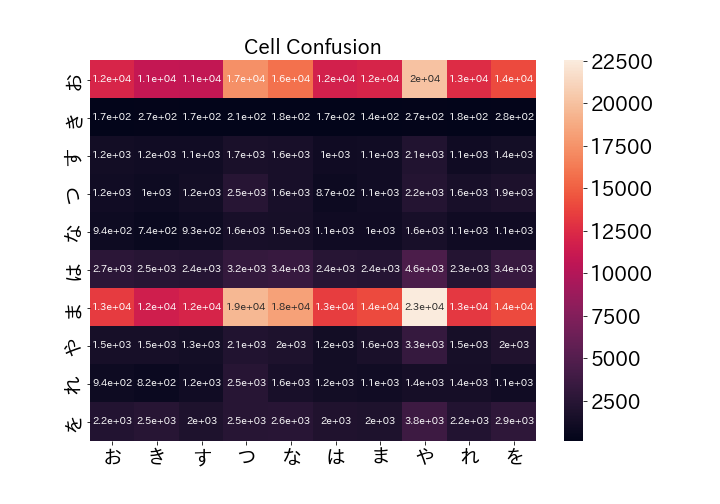 Cell Confusion
お 1.2e+04 1.1e+04 1.1e+04 1.7e+04 1.6e+04 1.2e+04 1.2e+04 2e+04 1.3e+04 1.4e+04
き 1.7e+02 2.7e+02 1.7e+02 2.1e+02 1.8e+02 1.7e+02 1.4e+02 2.7e+02 1.8e+02 2.8e+02
す 1.2e+03 1.2e+03 1.1e+03 1.7e+03 1.6e+03 1e+03 1.1e+03 2.1e+03 1.1e+03 1.4e+03
つ 1.2e+03 1e+03 1.2e+03 2.5e+03 1.6e+03 8.7e+02 1.1e+03 2.2e+03 1.6e+03 1.9e+03
な 9.4e+02 7.4e+02 9.3e+02 1.6e+03 1.5e+03 1.1e+03 1e+03 1.6e+03 1.1e+03 1.1e+03
は 2.7e+03 2.5e+03 2.4e+03 3.2e+03 3.4e+03 2.4e+03 2.4e+03 4.6e+03 2.3e+03 3.4e+03
ま 1.3e+04 1.2e+04 1.2e+04 1.9e+04 1.8e+04 1.3e+04 1.4e+04 2.3e+04 1.3e+04 1.4e+04
や 1.5e+03 1.5e+03 1.3e+03 2.1e+03 2e+03 1.2e+03 1.6e+03 3.3e+03 1.5e+03 2e+03
れ 9.4e+02 8.2e+02 1.2e+03 2.5e+03 1.6e+03 1.2e+03 1.1e+03 1.4e+03 1.4e+03 1.1e+03
を 2.2e+03 2.5e+03 2e+03 2.5e+03 2.6e+03 2e+03 2e+03 3.8e+03 2.2e+03 2.9e+03
お き す つ な は ま や れ を
22500
20000
17500
15000
12500
10000
7500
5000
2500